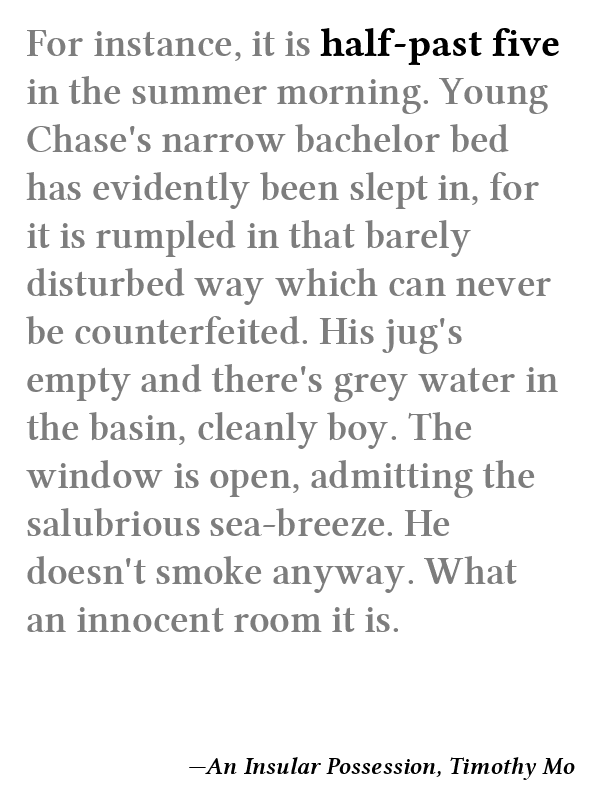 For instance, it is half-past five
in the summer morning. Young
Chase's narrow bachelor bed
has evidently been slept in, for
it is rumpled in that barely
disturbed way which can never
be counterfeited. His jug's
empty and there's grey water in
the basin, cleanly boy. The
window is open, admitting the
salubrious sea-breeze. He
doesn't smoke anyway. What
an innocent room it is.
—An Insular Possession, Timothy Mo